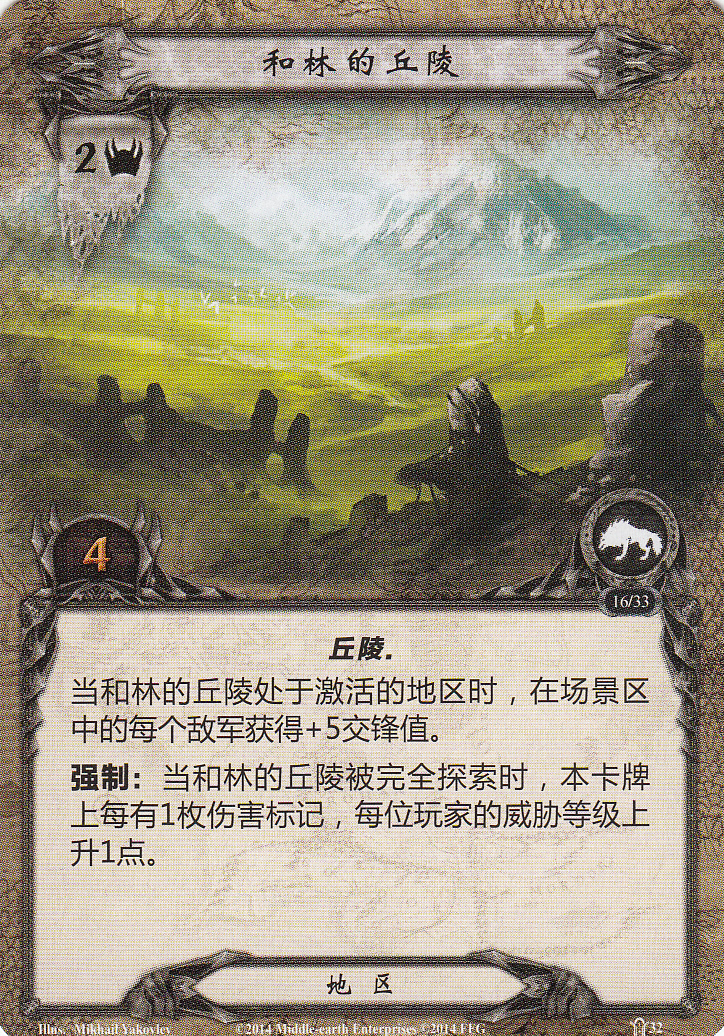 和林的丘陵
2
4
16/33
丘陵.
当和林的丘陵处于激活的地区时，在场景区
中的每个敌军获得+5交锋值。
强制：当和林的丘陵被完全探索时，本卡牌
上每有1枚伤害标记，每位玩家的威胁等级上
升1点。
地 区
Illus. Mikhail Yakovlev
©2014 Middle-earth Enterprises ©2014 FFG
32